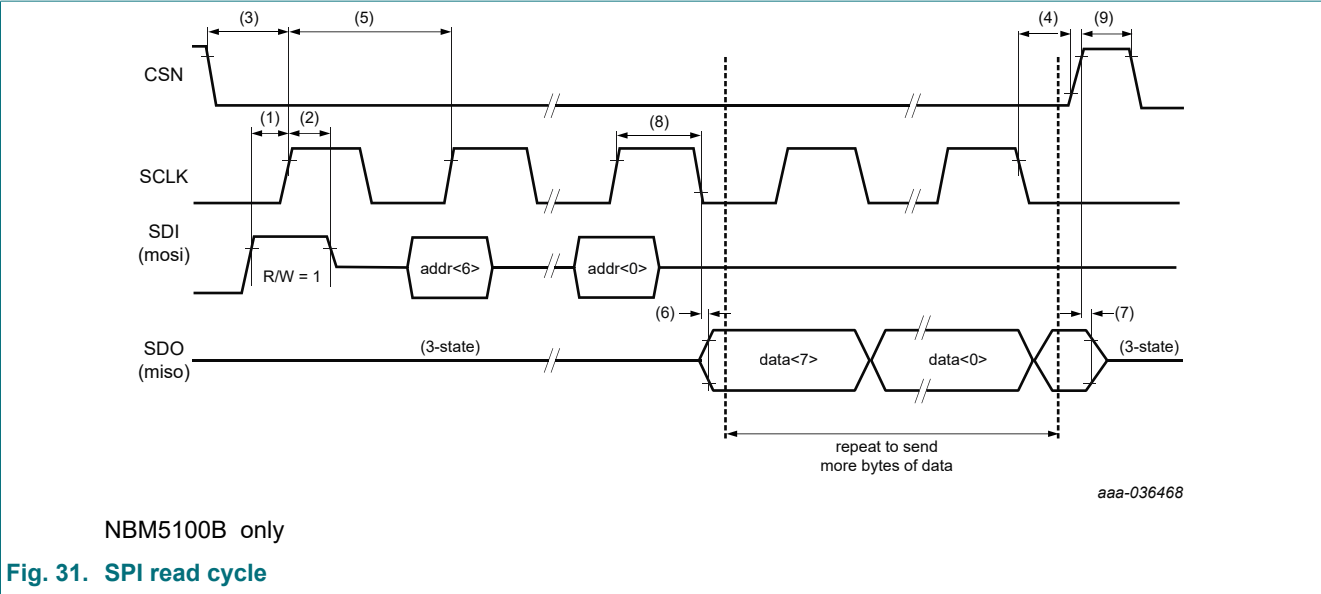 (3)
(5)
(4)
(9)
CSN
(1)
(2)
(8)
SCLK
SDI
(mosi)
R/W = 1
addr<6>
addr<0>
(6)
(7)
SDO
(miso)
(3-state)
data<7>
data<0>
(3-state)
repeat to send
more bytes of data
aaa-036468
NBM5100B only
Fig. 31. SPI read cycle